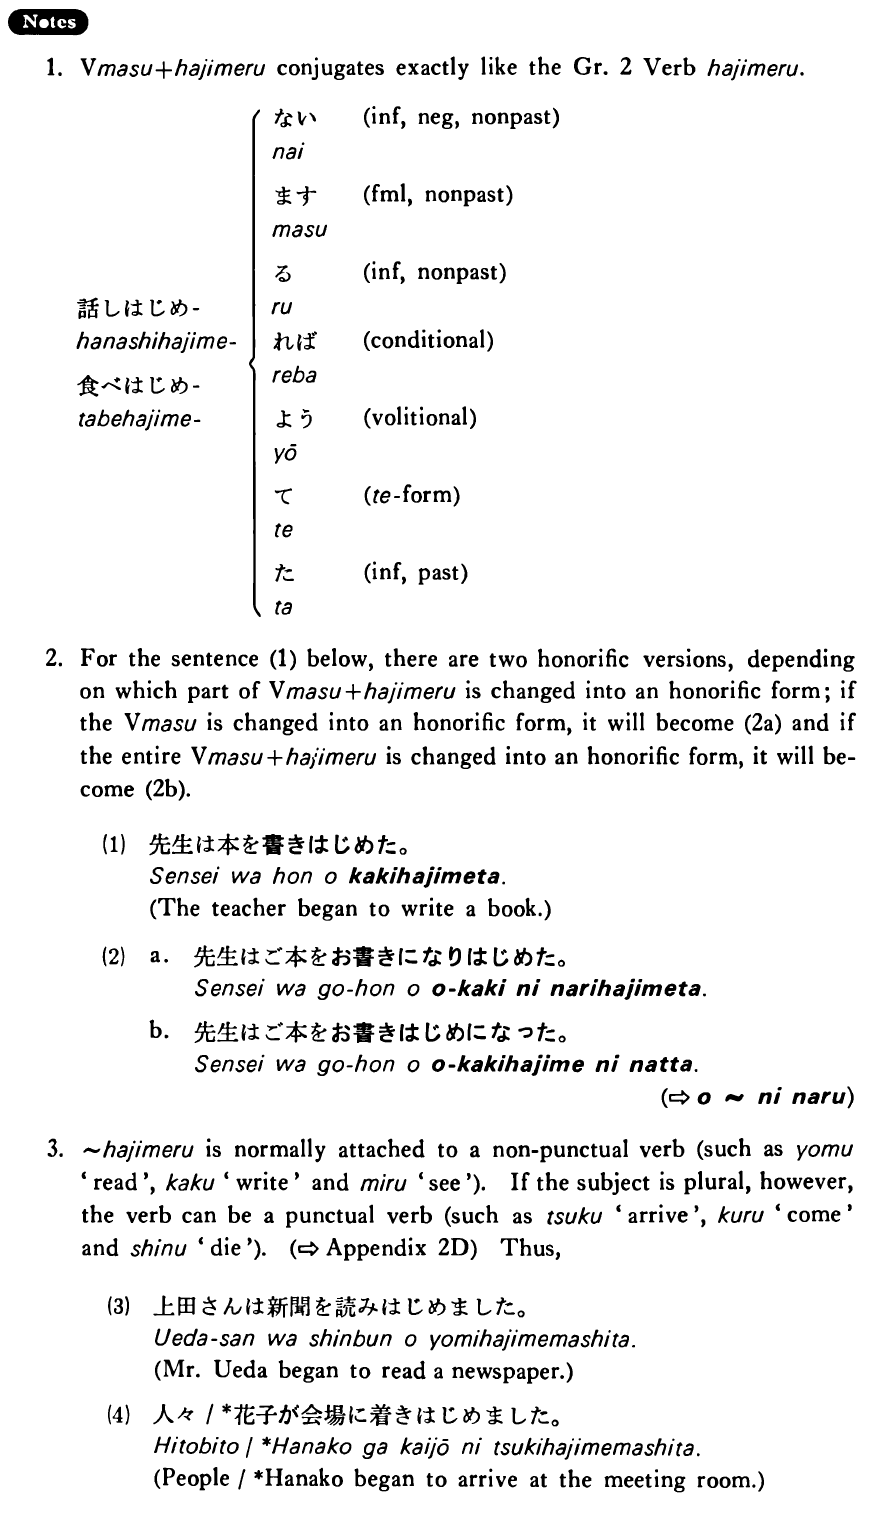 Notes
1. Vmasu+hajimeru conjugates exactly like the Gr. 2 Verb hajimeru.
ない (inf, neg, nonpast)
nai
ます (fml, nonpast)
masu
る (inf, nonpast)
話しはじめ- ru
hanashihajime- れば (conditional)
食べはじめ- reba
tabehajime- よう (volitional)
yō
て (te-form)
te
た (inf, past)
ta
2. For the sentence (1) below, there are two honorific versions, depending
on which part of Vmasu+hajimeru is changed into an honorific form; if
the Vmasu is changed into an honorific form, it will become (2a) and if
the entire Vmasu+hajimeru is changed into an honorific form, it will be-
come (2b).
(1) 先生は本を書きはじめた。
Sensei wa hon o kakihajimeta.
(The teacher began to write a book.)
(2) a. 先生はご本をお書きになりはじめた。
Sensei wa go-hon o o-kaki ni narihajimeta.
b. 先生はご本をお書きはじめになった。
Sensei wa go-hon o o-kakihajime ni natta.
(⇨ o ~ ni naru)
3. ~hajimeru is normally attached to a non-punctual verb (such as yomu
‘read’, kaku ‘write’ and miru ‘see’). If the subject is plural, however,
the verb can be a punctual verb (such as tsuku ‘arrive’, kuru ‘come’
and shinu ‘die’). (⇨ Appendix 2D) Thus,
(3) 上田さんは新聞を読みはじめました。
Ueda-san wa shinbun o yomihajimemashita.
(Mr. Ueda began to read a newspaper.)
(4) 人々 / *花子が会場に着きはじめました。
Hitobito / *Hanako ga kaijō ni tsukihajimemashita.
(People / *Hanako began to arrive at the meeting room.)